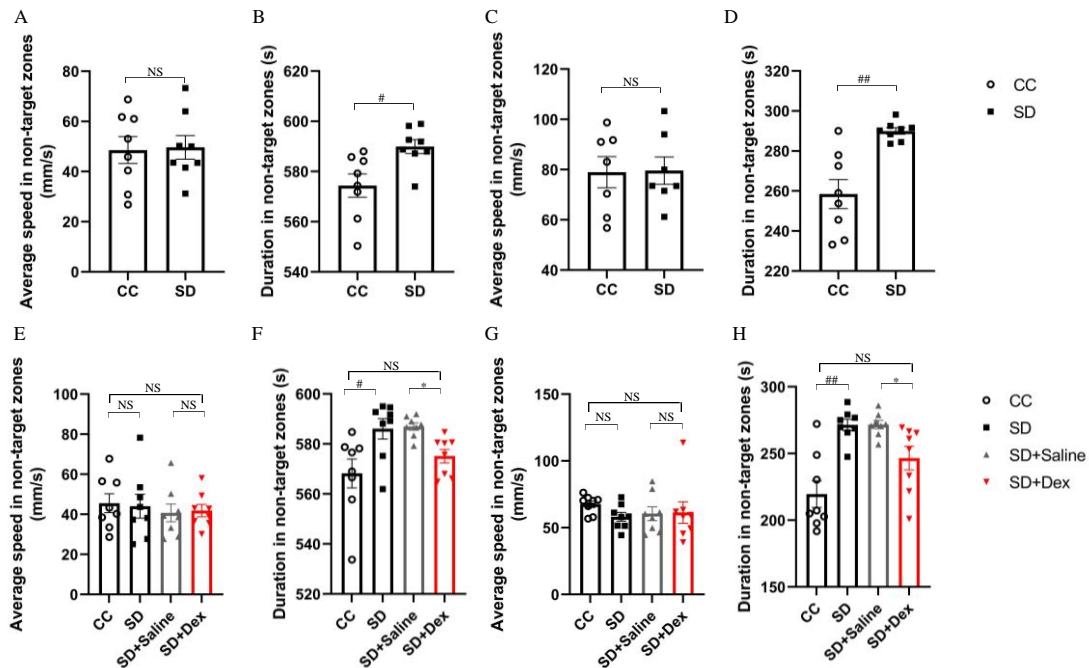 A
Average speed in non-target zones
(mm/s)
80
60
40
20
0
NS
CC
SD
B
Duration in non-target zones (s)
620
600
580
560
540
#
CC
SD
C
Average speed in non-target zones
(mm/s)
120
100
80
60
40
NS
CC
SD
D
Duration in non-target zones (s)
320
300
280
260
240
220
##
CC
SD
CC
SD
E
Average speed in non-target zones
(mm/s)
100
80
60
40
20
0
NS
NS
NS
CC
SD
SD+Saline
SD+Dex
F
Duration in non-target zones (s)
600
580
560
540
520
NS
#
*
CC
SD
SD+Saline
SD+Dex
G
Average speed in non-target zones
(mm/s)
150
100
50
0
NS
NS
NS
CC
SD
SD+Saline
SD+Dex
H
Duration in non-target zones (s)
300
250
200
150
NS
##
*
CC
SD
SD+Saline
SD+Dex
CC
SD
SD+Saline
SD+Dex